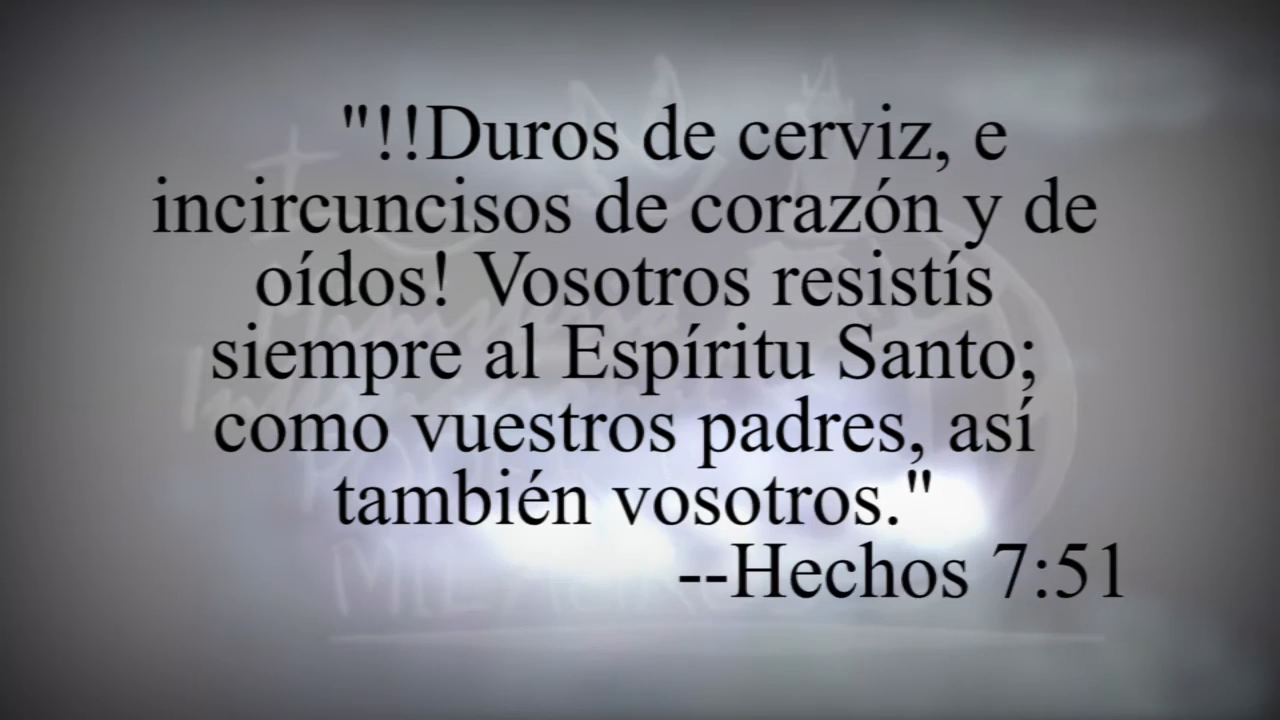 "!!Duros de cerviz, e
incircuncisos de corazón y de
oídos! Vosotros resistís
siempre al Espíritu Santo;
como vuestros padres, así
también vosotros."
--Hechos 7:51